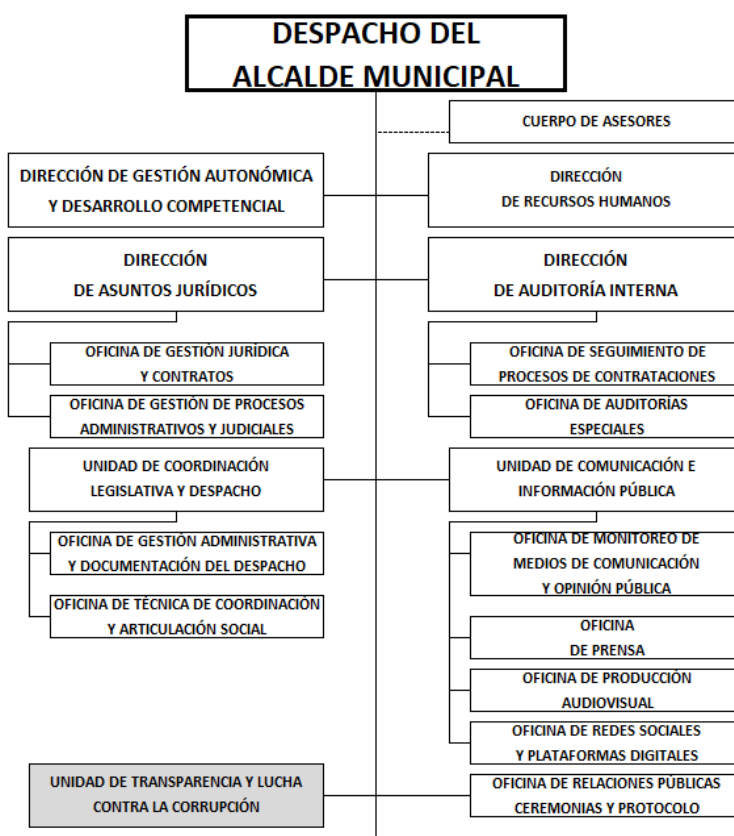 DESPACHO DEL
ALCALDE MUNICIPAL
CUERPO DE ASESORES
DIRECCIÓN DE GESTIÓN AUTONÓMICA
Y DESARROLLO COMPETENCIAL
DIRECCIÓN
DE RECURSOS HUMANOS
DIRECCIÓN
DE ASUNTOS JURÍDICOS
DIRECCIÓN
DE AUDITORÍA INTERNA
OFICINA DE GESTIÓN JURÍDICA
Y CONTRATOS
OFICINA DE SEGUIMIENTO DE
PROCESOS DE CONTRATACIONES
OFICINA DE GESTIÓN DE PROCESOS
ADMINISTRATIVOS Y JUDICIALES
OFICINA DE AUDITORÍAS
ESPECIALES
UNIDAD DE COORDINACIÓN
LEGISLATIVA Y DESPACHO
UNIDAD DE COMUNICACIÓN E
INFORMACIÓN PÚBLICA
OFICINA DE GESTIÓN ADMINISTRATIVA
Y DOCUMENTACIÓN DEL DESPACHO
OFICINA DE MONITOREO DE
MEDIOS DE COMUNICACIÓN
Y OPINIÓN PÚBLICA
OFICINA DE TÉCNICA DE COORDINACIÓN
Y ARTICULACIÓN SOCIAL
OFICINA
DE PRENSA
OFICINA DE PRODUCCIÓN
AUDIOVISUAL
OFICINA DE REDES SOCIALES
Y PLATAFORMAS DIGITALES
UNIDAD DE TRANSPARENCIA Y LUCHA
CONTRA LA CORRUPCIÓN
OFICINA DE RELACIONES PÚBLICAS
CEREMONIAS Y PROTOCOLO